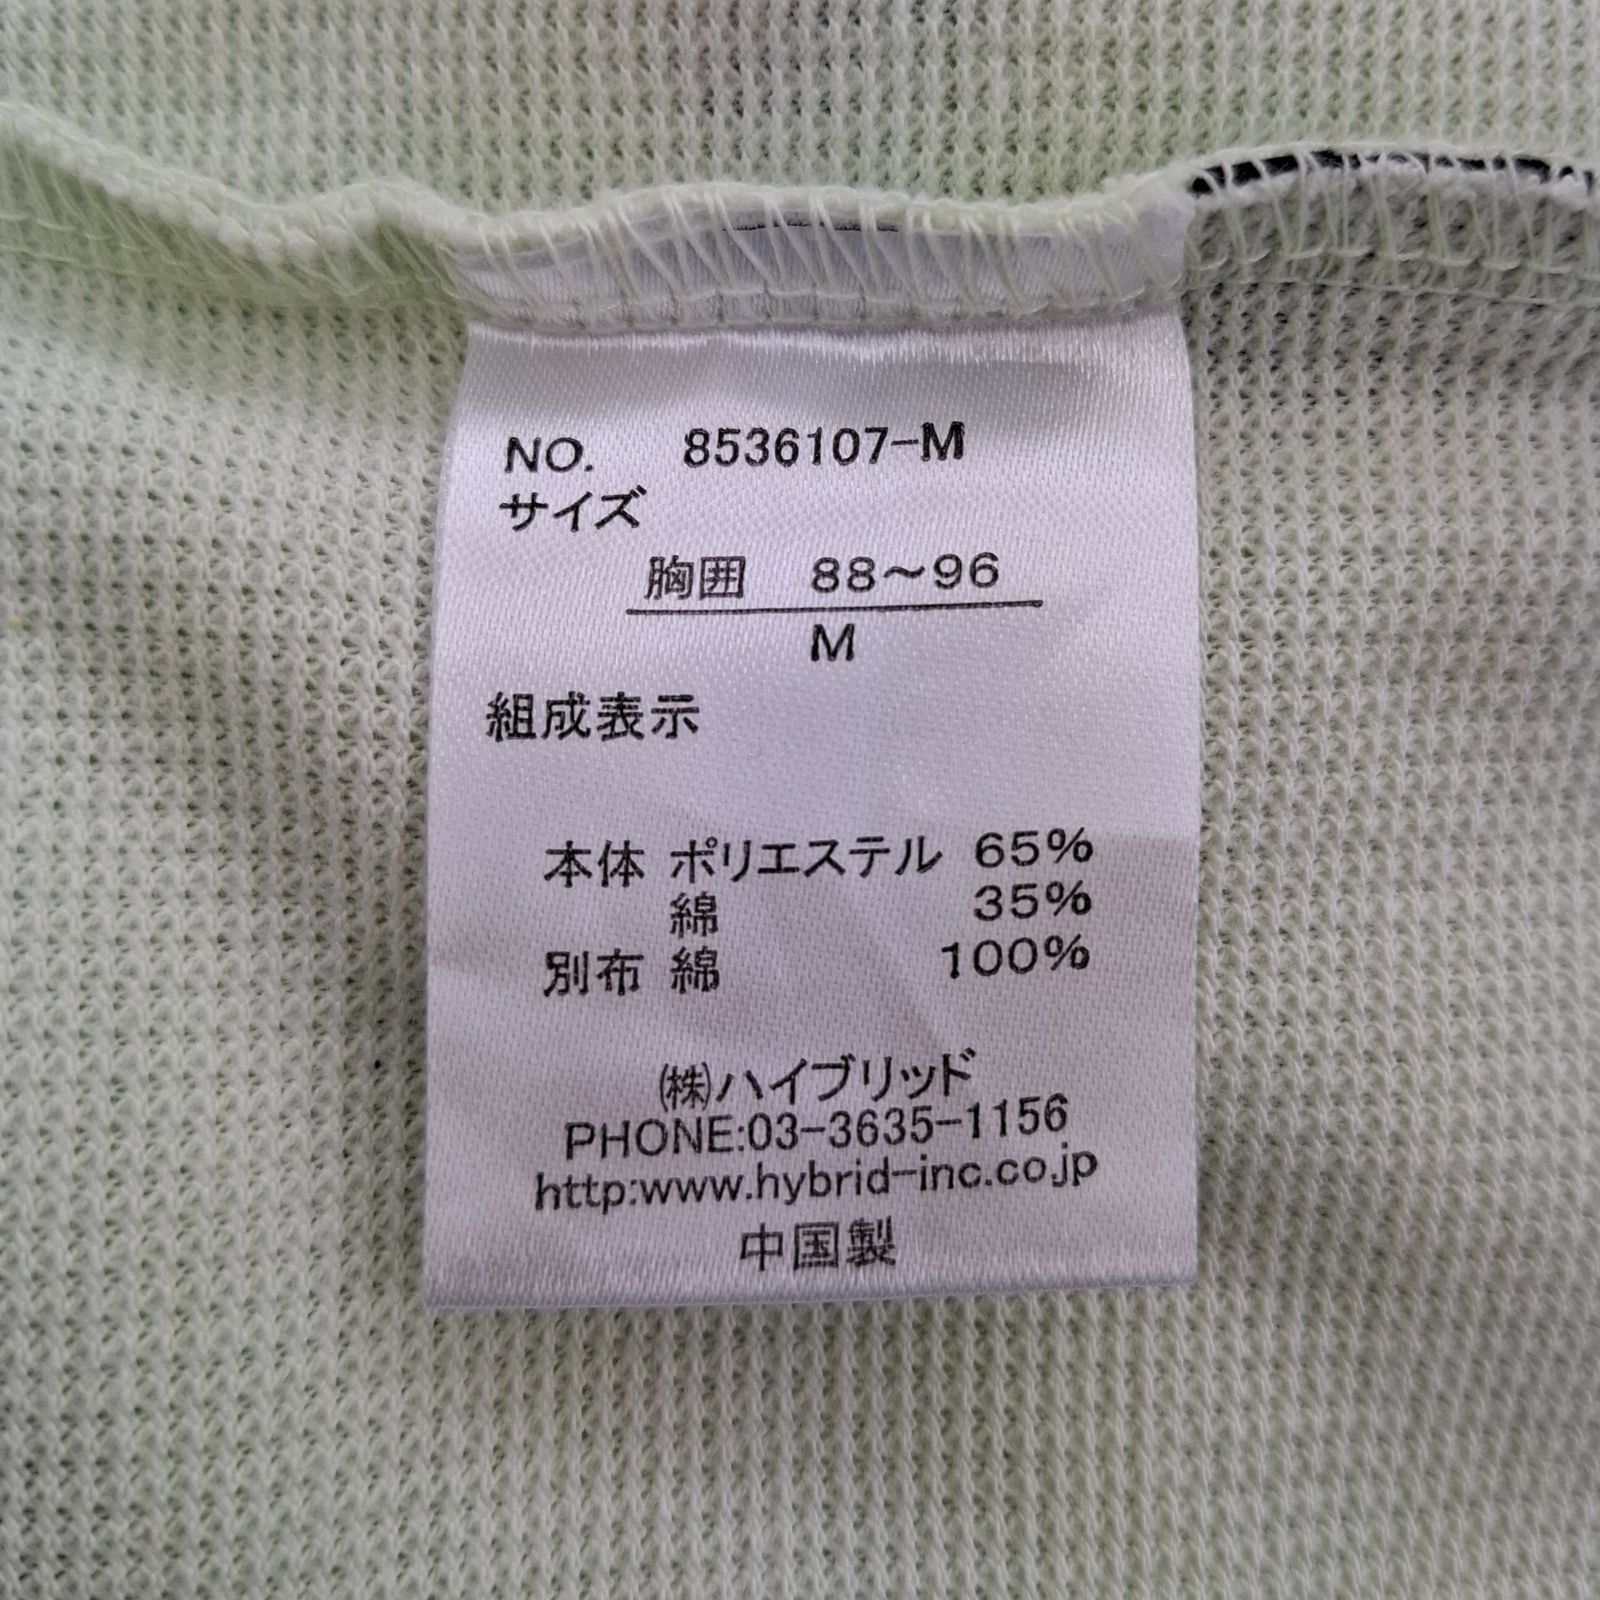 NO. 8536107-M
サイズ
胸囲 88～96
M
組成表示
本体 ポリエステル 65%
綿 35%
別布 綿 100%
㈱ハイブリッド
PHONE:03-3635-1156
http:www.hybrid-inc.co.jp
中国製